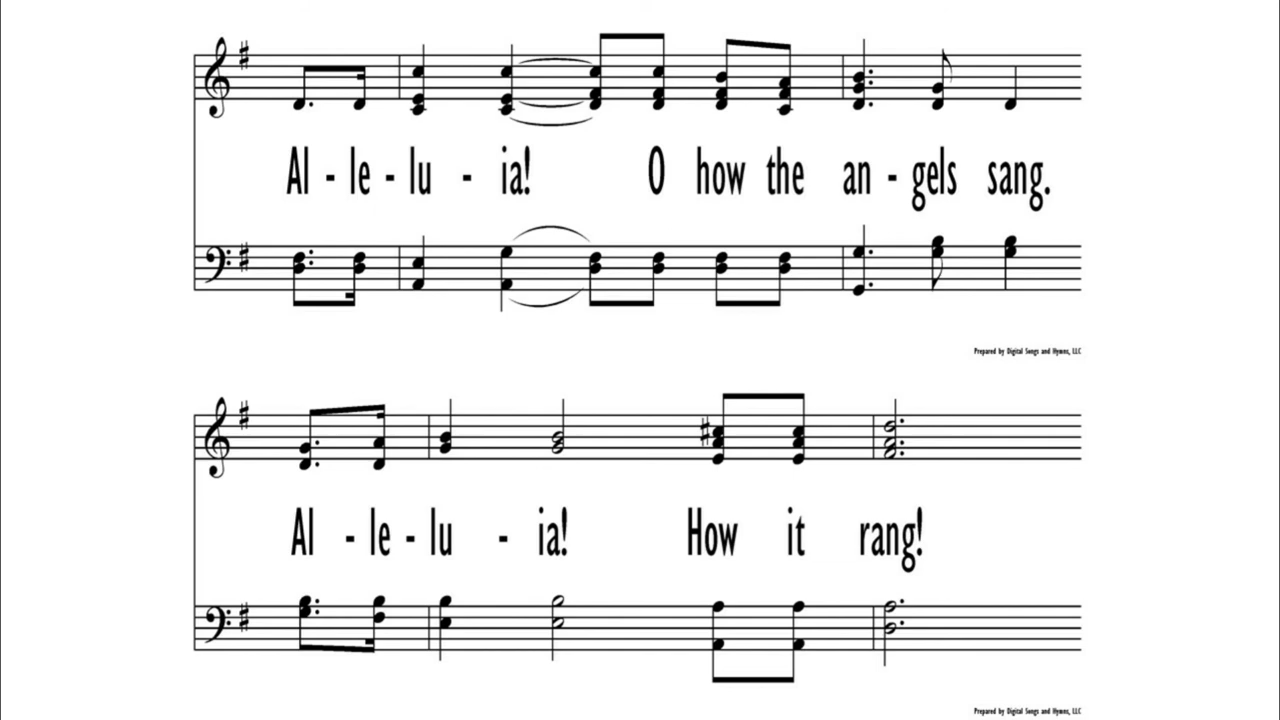 Al - le - lu - ia! O how the an - gels sang.
Prepared by Digital Songs and Hymns, LLC
Al - le - lu - ia! How it rang!
Prepared by Digital Songs and Hymns, LLC